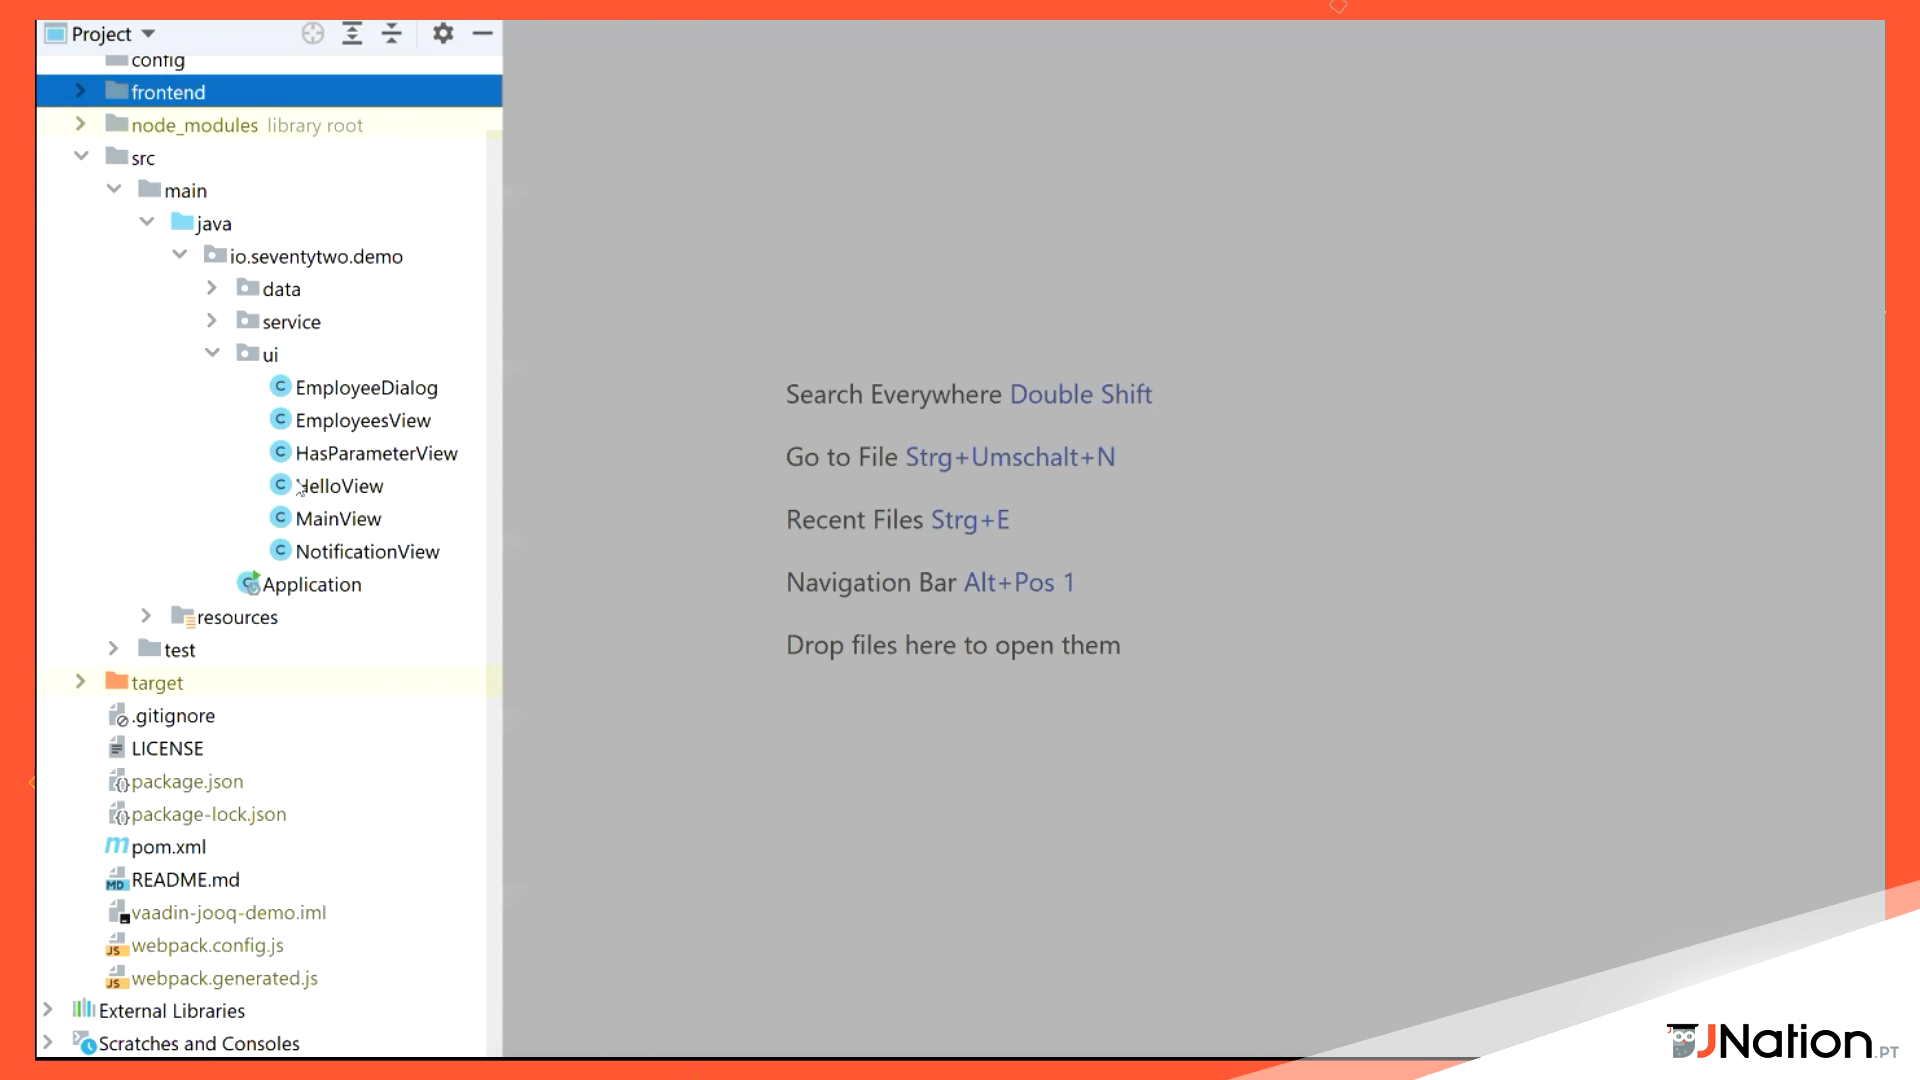 Project
config
frontend
node_modules library root
src
main
java
io.seventytwo.demo
data
service
ui
EmployeeDialog
EmployeesView
HasParameterView
HelloView
MainView
NotificationView
Application
resources
test
target
.gitignore
LICENSE
package.json
package-lock.json
pom.xml
README.md
vaadin-jooq-demo.iml
webpack.config.js
webpack.generated.js
External Libraries
Scratches and Consoles
Search Everywhere Double Shift
Go to File Strg+Umschalt+N
Recent Files Strg+E
Navigation Bar Alt+Pos 1
Drop files here to open them
JNation.PT